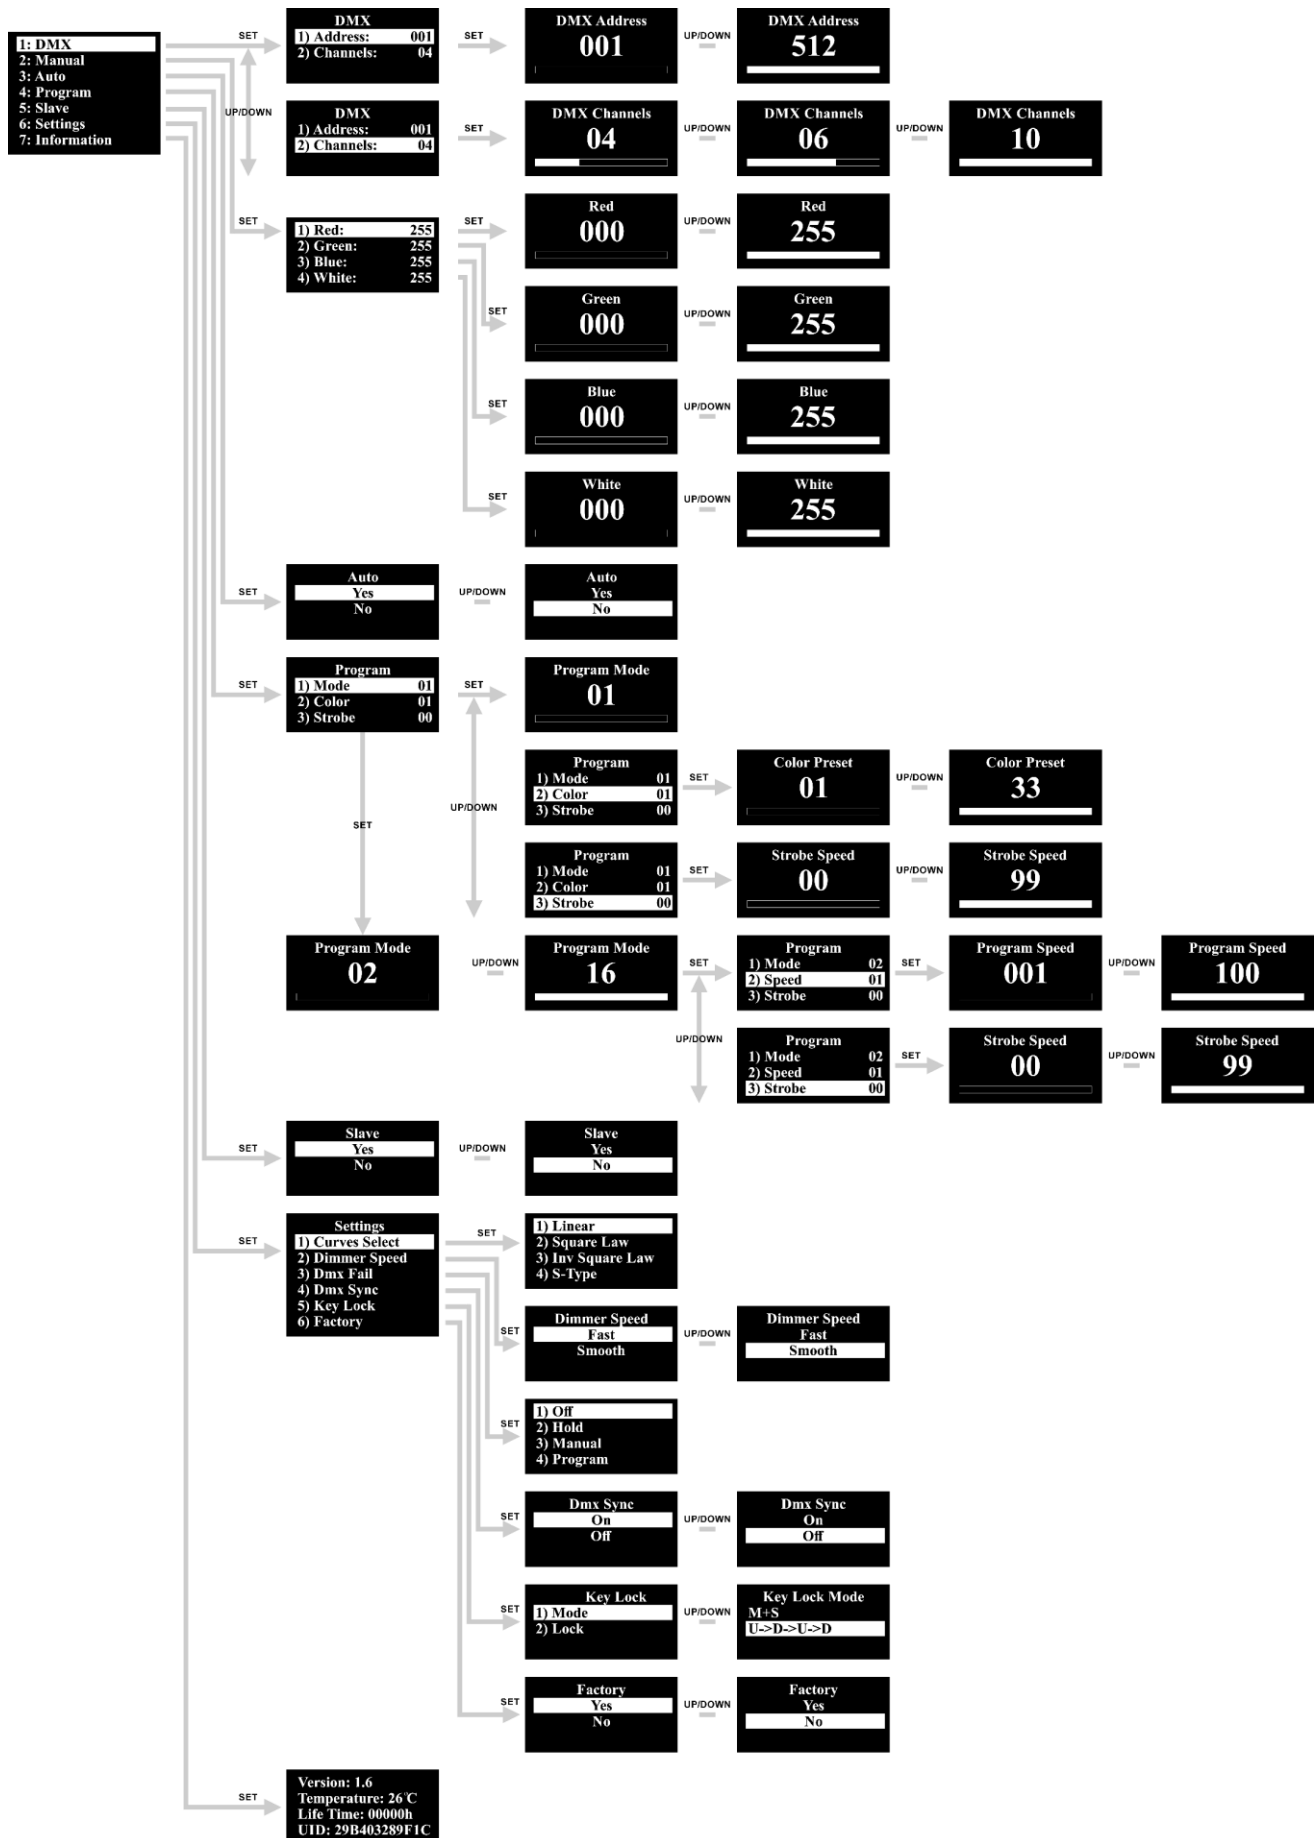 1: DMX
2: Manual
3: Auto
4: Program
5: Slave
6: Settings
7: Information
SET
UP/DOWN
DMX
1) Address: 001
2) Channels: 04
SET
DMX Address
001
UP/DOWN
DMX Address
512
DMX
1) Address: 001
2) Channels: 04
SET
DMX Channels
04
UP/DOWN
DMX Channels
06
UP/DOWN
DMX Channels
10
SET
1) Red: 255
2) Green: 255
3) Blue: 255
4) White: 255
SET
Red
000
UP/DOWN
Red
255
SET
Green
000
UP/DOWN
Green
255
SET
Blue
000
UP/DOWN
Blue
255
SET
White
000
UP/DOWN
White
255
SET
Auto
Yes
No
UP/DOWN
Auto
Yes
No
SET
Program
1) Mode 01
2) Color 01
3) Strobe 00
SET
Program Mode
01
UP/DOWN
Program
1) Mode 01
2) Color 01
3) Strobe 00
SET
Color Preset
01
UP/DOWN
Color Preset
33
SET
Program
1) Mode 01
2) Color 01
3) Strobe 00
SET
Strobe Speed
00
UP/DOWN
Strobe Speed
99
Program Mode
02
UP/DOWN
Program Mode
16
SET
UP/DOWN
Program
1) Mode 02
2) Speed 01
3) Strobe 00
SET
Program Speed
001
UP/DOWN
Program Speed
100
Program
1) Mode 02
2) Speed 01
3) Strobe 00
SET
Strobe Speed
00
UP/DOWN
Strobe Speed
99
SET
Slave
Yes
No
UP/DOWN
Slave
Yes
No
SET
Settings
1) Curves Select
2) Dimmer Speed
3) Dmx Fail
4) Dmx Sync
5) Key Lock
6) Factory
SET
1) Linear
2) Square Law
3) Inv Square Law
4) S-Type
SET
Dimmer Speed
Fast
Smooth
UP/DOWN
Dimmer Speed
Fast
Smooth
SET
1) Off
2) Hold
3) Manual
4) Program
SET
Dmx Sync
On
Off
UP/DOWN
Dmx Sync
On
Off
SET
Key Lock
1) Mode
2) Lock
UP/DOWN
Key Lock Mode
M+S
U->D->U->D
SET
Factory
Yes
No
UP/DOWN
Factory
Yes
No
SET
Version: 1.6
Temperature: 26℃
Life Time: 00000h
UID: 29B403289F1C